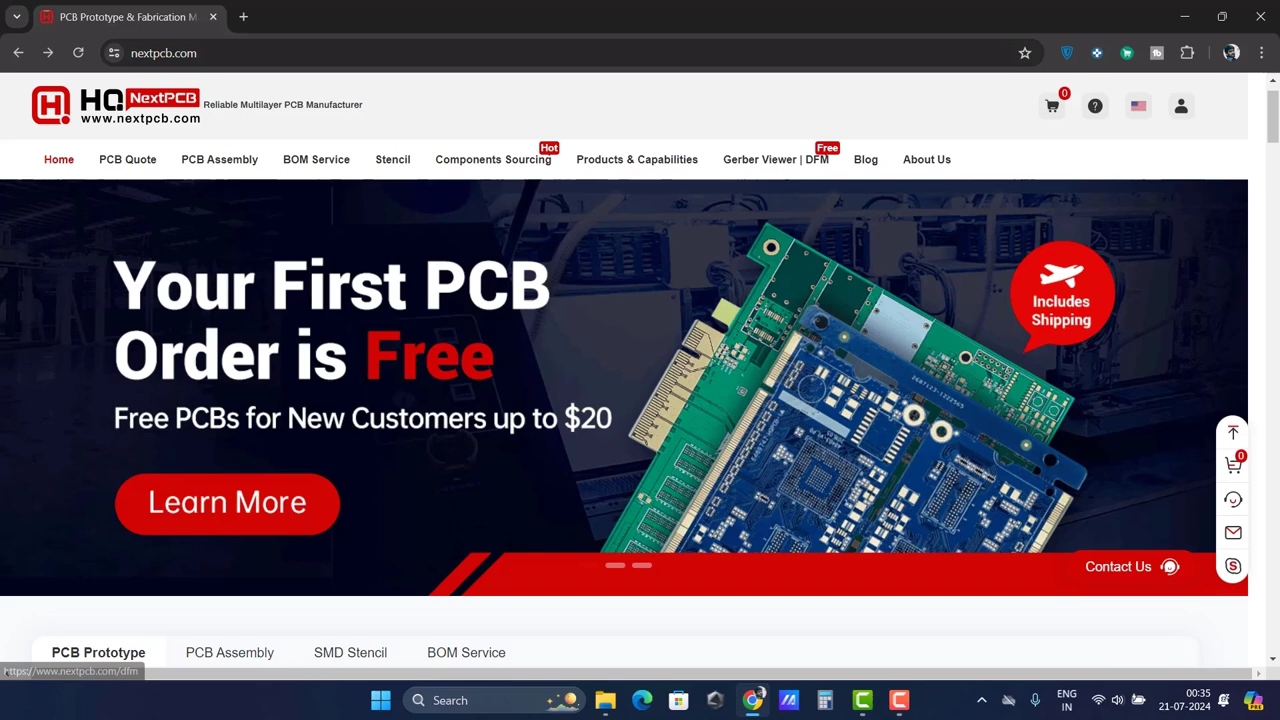 PCB Prototype & Fabrication M
nextpcb.com
HQ NextPCB
www.nextpcb.com
Reliable Multilayer PCB Manufacturer
0
Hot
Free
Home PCB Quote PCB Assembly BOM Service Stencil Components Sourcing Products & Capabilities Gerber Viewer | DFM Blog About Us
Your First PCB
Order is Free
Free PCBs for New Customers up to $20
Learn More
Includes
Shipping
0
Contact Us
PCB Prototype PCB Assembly SMD Stencil BOM Service
https://www.nextpcb.com/dfm
Search
ENG
IN
00:35
21-07-2024